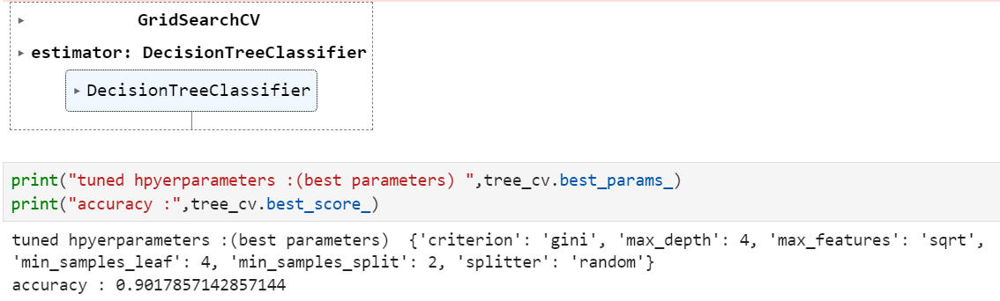 GridSearchCV
estimator: DecisionTreeClassifier
DecisionTreeClassifier
print("tuned hpyerparameters :(best parameters) ",tree_cv.best_params_)
print("accuracy :",tree_cv.best_score_)
tuned hpyerparameters :(best parameters)  {'criterion': 'gini', 'max_depth': 4, 'max_features': 'sqrt',
'min_samples_leaf': 4, 'min_samples_split': 2, 'splitter': 'random'}
accuracy : 0.9017857142857144